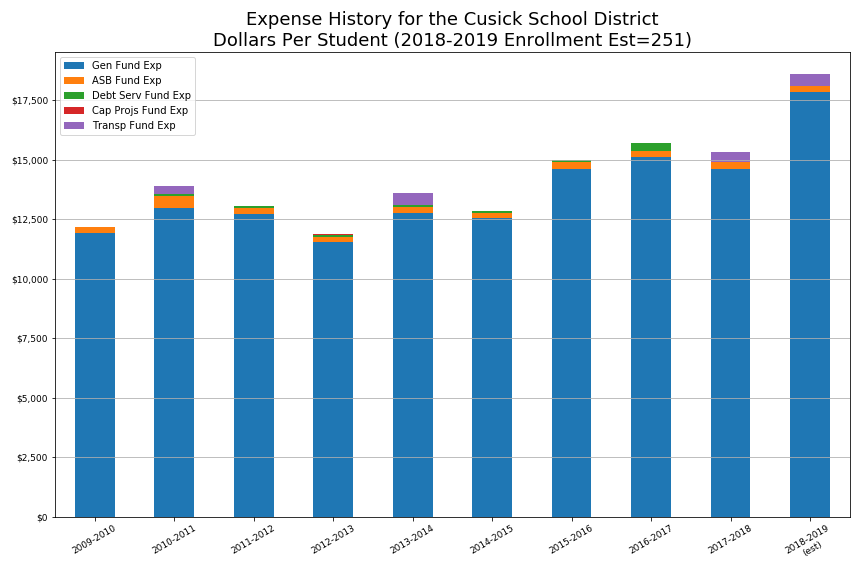 Expense History for the Cusick School District
Dollars Per Student (2018-2019 Enrollment Est=251)
Gen Fund Exp
ASB Fund Exp
Debt Serv Fund Exp
Cap Projs Fund Exp
Transp Fund Exp
$17,500
$15,000
$12,500
$10,000
$7,500
$5,000
$2,500
$0
2009-2010
2010-2011
2011-2012
2012-2013
2013-2014
2014-2015
2015-2016
2016-2017
2017-2018
2018-2019
(est)